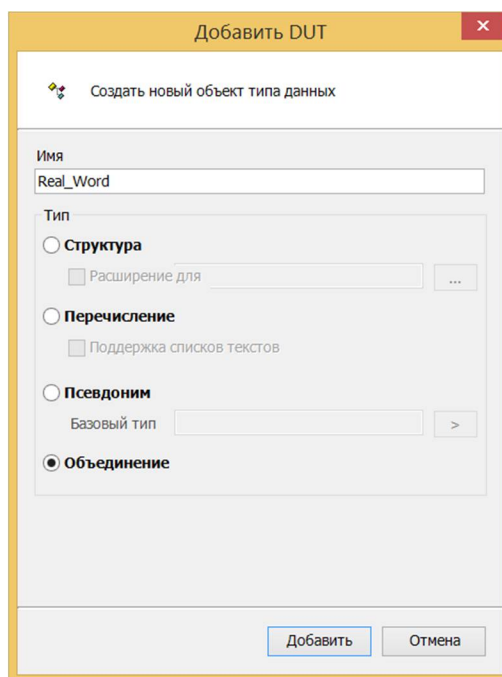 Добавить DUT
Создать новый объект типа данных
Имя
Real_Word
Тип
Структура
Расширение для
...
Перечисление
Поддержка списков текстов
Псевдоним
Базовый тип
>
Объединение
Добавить Отмена